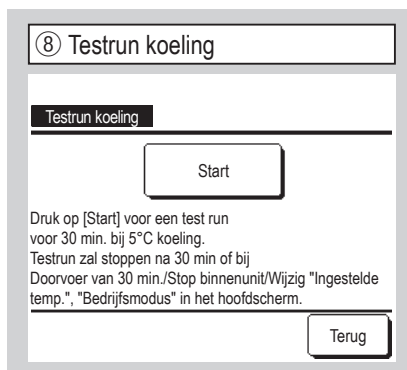 ⑧ Testrun koeling
Testrun koeling
Start
Druk op [Start] voor een test run
voor 30 min. bij 5°C koeling.
Testrun zal stoppen na 30 min of bij
Doorvoer van 30 min./Stop binnenunit/Wijzig "Ingestelde
temp.", "Bedrijfsmodus" in het hoofdscherm.
Terug